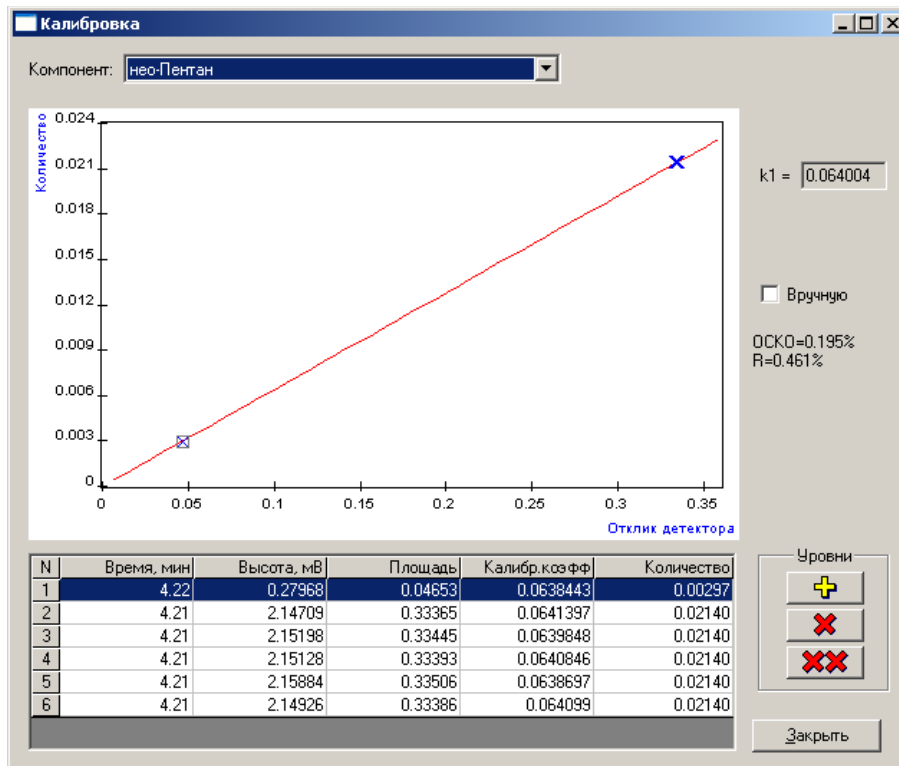 Калибровка
Компонент: нео-Пентан
Количество
0.024
0.021
0.018
0.015
0.012
0.009
0.006
0.003
0
0 0.05 0.1 0.15 0.2 0.25 0.3 0.35
Отклик детектора
k1 = 0.064004
Вручную
ОСКО=0.195%
R=0.461%
N Время, мин Высота, мВ Площадь Калибр.коэфф Количество
1 4.22 0.27968 0.04653 0.0638443 0.00297
2 4.21 2.14709 0.33365 0.0641397 0.02140
3 4.21 2.15198 0.33445 0.0639848 0.02140
4 4.21 2.15128 0.33393 0.0640846 0.02140
5 4.21 2.15884 0.33506 0.0638697 0.02140
6 4.21 2.14926 0.33386 0.064099 0.02140
Уровни
Закрыть